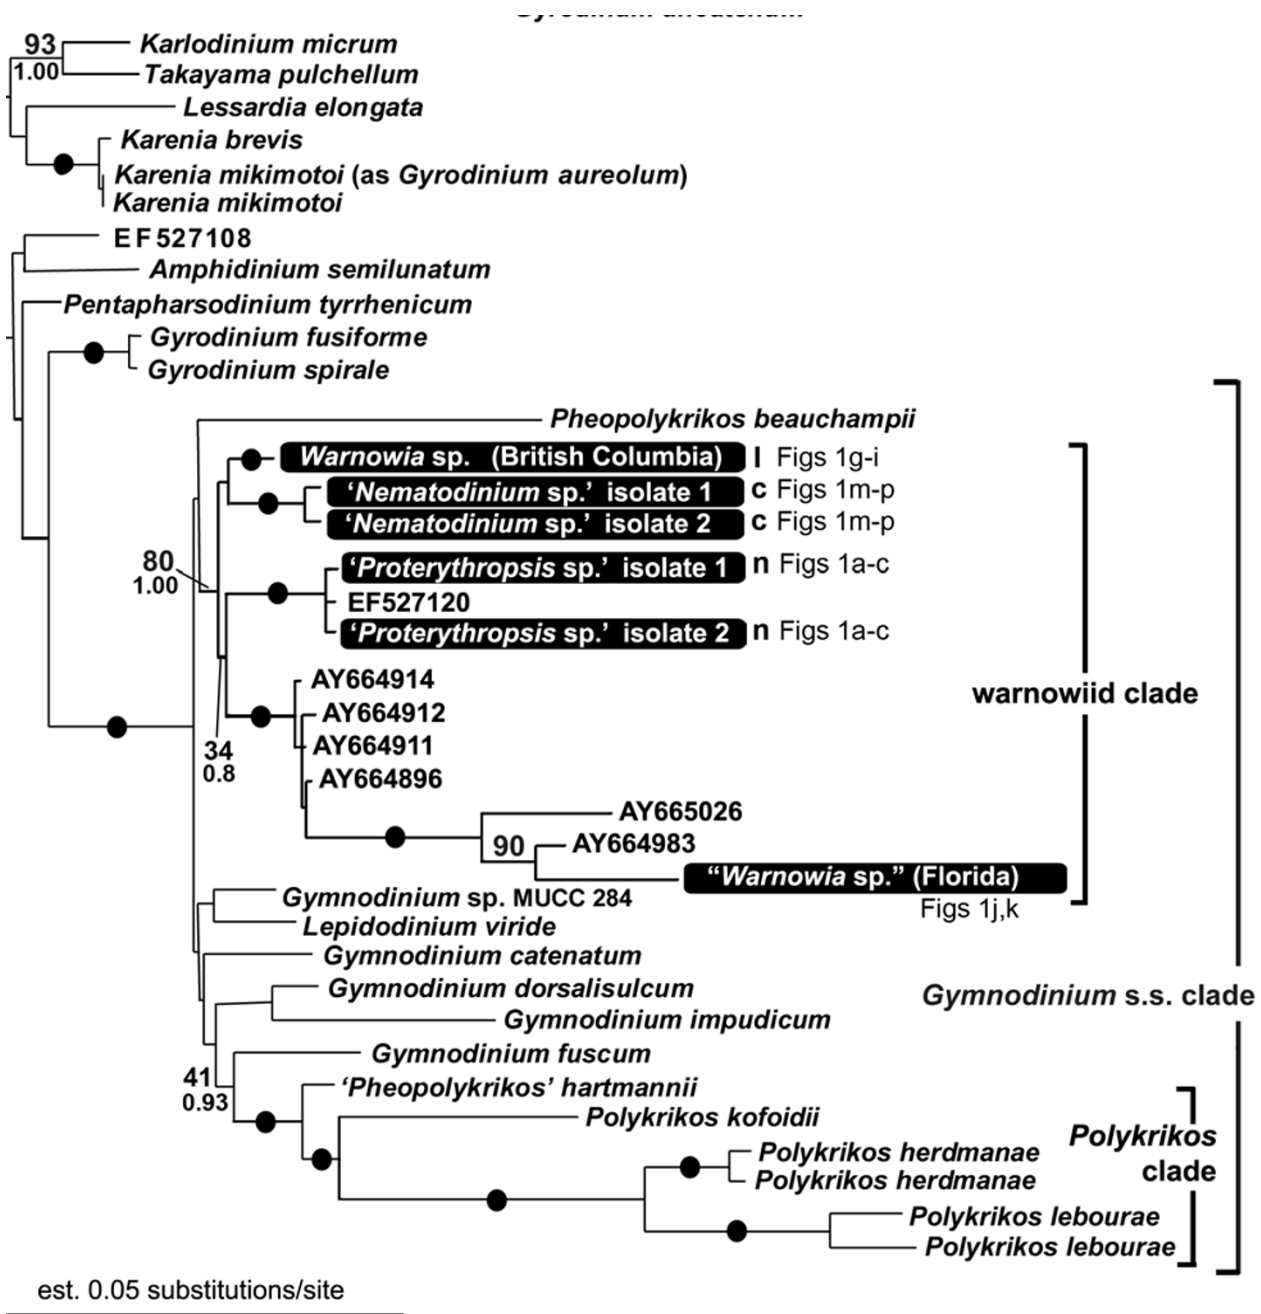 93
1.00
Karlodinium micrum
Takayama pulchellum
Lessardia elongata
Karenia brevis
Karenia mikimotoi (as Gyrodinium aureolum)
Karenia mikimotoi
EF527108
Amphidinium semilunatum
Pentapharsodinium tyrrhenicum
Gyrodinium fusiforme
Gyrodinium spirale
Pheopolykrikos beauchampii
Warnowia sp. (British Columbia) l Figs 1g-i
‘Nematodinium sp.’ isolate 1 c Figs 1m-p
‘Nematodinium sp.’ isolate 2 c Figs 1m-p
80
1.00
‘Proterythropsis sp.’ isolate 1 n Figs 1a-c
EF527120
‘Proterythropsis sp.’ isolate 2 n Figs 1a-c
AY664914
warnowiid clade
AY664912
AY664911
34
0.8
AY664896
AY665026
90
AY664983
“Warnowia sp.” (Florida)
Figs 1j,k
Gymnodinium sp. MUCC 284
Lepidodinium viride
Gymnodinium catenatum
Gymnodinium dorsalisulcum
Gymnodinium s.s. clade
Gymnodinium impudicum
Gymnodinium fuscum
41
0.93
‘Pheopolykrikos’ hartmannii
Polykrikos kofoidii
Polykrikos
clade
Polykrikos herdmanae
Polykrikos herdmanae
Polykrikos lebourae
Polykrikos lebourae
est. 0.05 substitutions/site